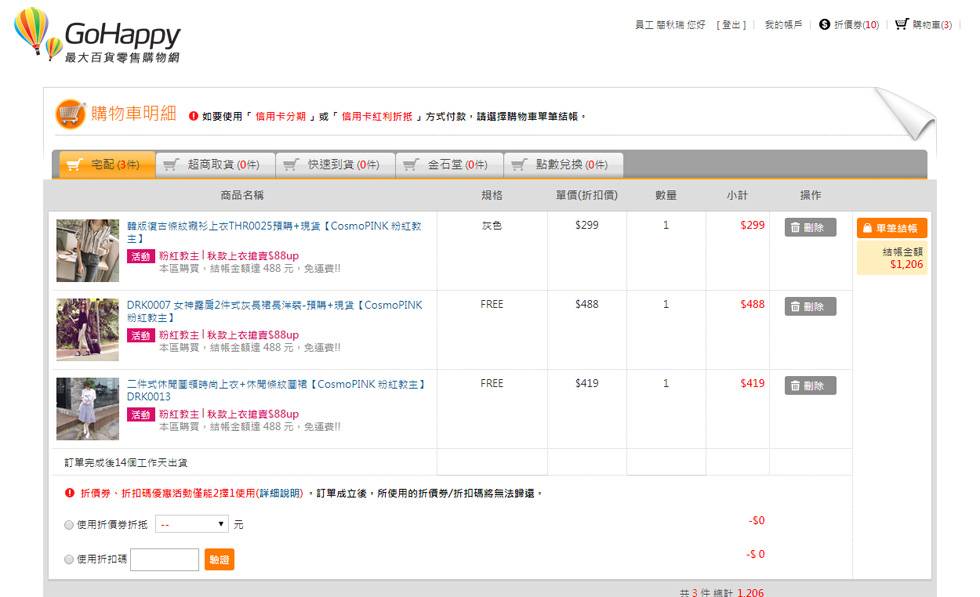 GoHappy
最大百貨零售購物網
員工 簡秋瑞 您好 [ 登出 ] | 我的帳戶 | $ 折價券(10) | 購物車(3) |
購物車明細 ! 如要使用「 信用卡分期 」或「 信用卡紅利折抵 」方式付款，請選擇購物車單筆結帳。
宅配 (3件) 超商取貨 (0件) 快速到貨 (0件) 金石堂 (0件) 點數兌換 (0件)
商品名稱 規格 單價(折扣價) 數量 小計 操作
韓版復古條紋襯衫上衣THR0025預購+現貨【CosmoPINK 粉紅教
主】
灰色 $299 1 $299 刪除
活動 粉紅教主 | 秋款上衣搶賣$88up
本區購買，結帳金額達 488 元，免運費!!
單筆結帳
結帳金額
$1,206
DRK0007 女神露肩2件式灰長裙長洋裝-預購+現貨【CosmoPINK
粉紅教主】
FREE $488 1 $488 刪除
活動 粉紅教主 | 秋款上衣搶賣$88up
本區購買，結帳金額達 488 元，免運費!!
二件式休閒圓領時尚上衣+休閒條紋圍裙【CosmoPINK 粉紅教主】
DRK0013
FREE $419 1 $419 刪除
活動 粉紅教主 | 秋款上衣搶賣$88up
本區購買，結帳金額達 488 元，免運費!!
訂單完成後14個工作天出貨
! 折價券、折扣碼優惠活動僅能2擇1使用(詳細說明) ，訂單成立後，所使用的折價券/折扣碼將無法歸還。
使用折價券折抵 -- 元 -$0
使用折扣碼 驗證 -$ 0
共 3 件 總計 1,206